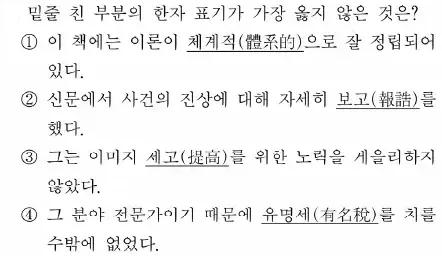 밑줄 친 부분의 한자 표기가 가장 옳지 않은 것은?
① 이 책에는 이론이 체계적(體系的)으로 잘 정립되어
있다.
② 신문에서 사건의 진상에 대해 자세히 보고(報誥)를
했다.
③ 그는 이미지 제고(提高)를 위한 노력을 게을리하지
않았다.
④ 그 분야 전문가이기 때문에 유명세(有名稅)를 치를
수밖에 없었다.